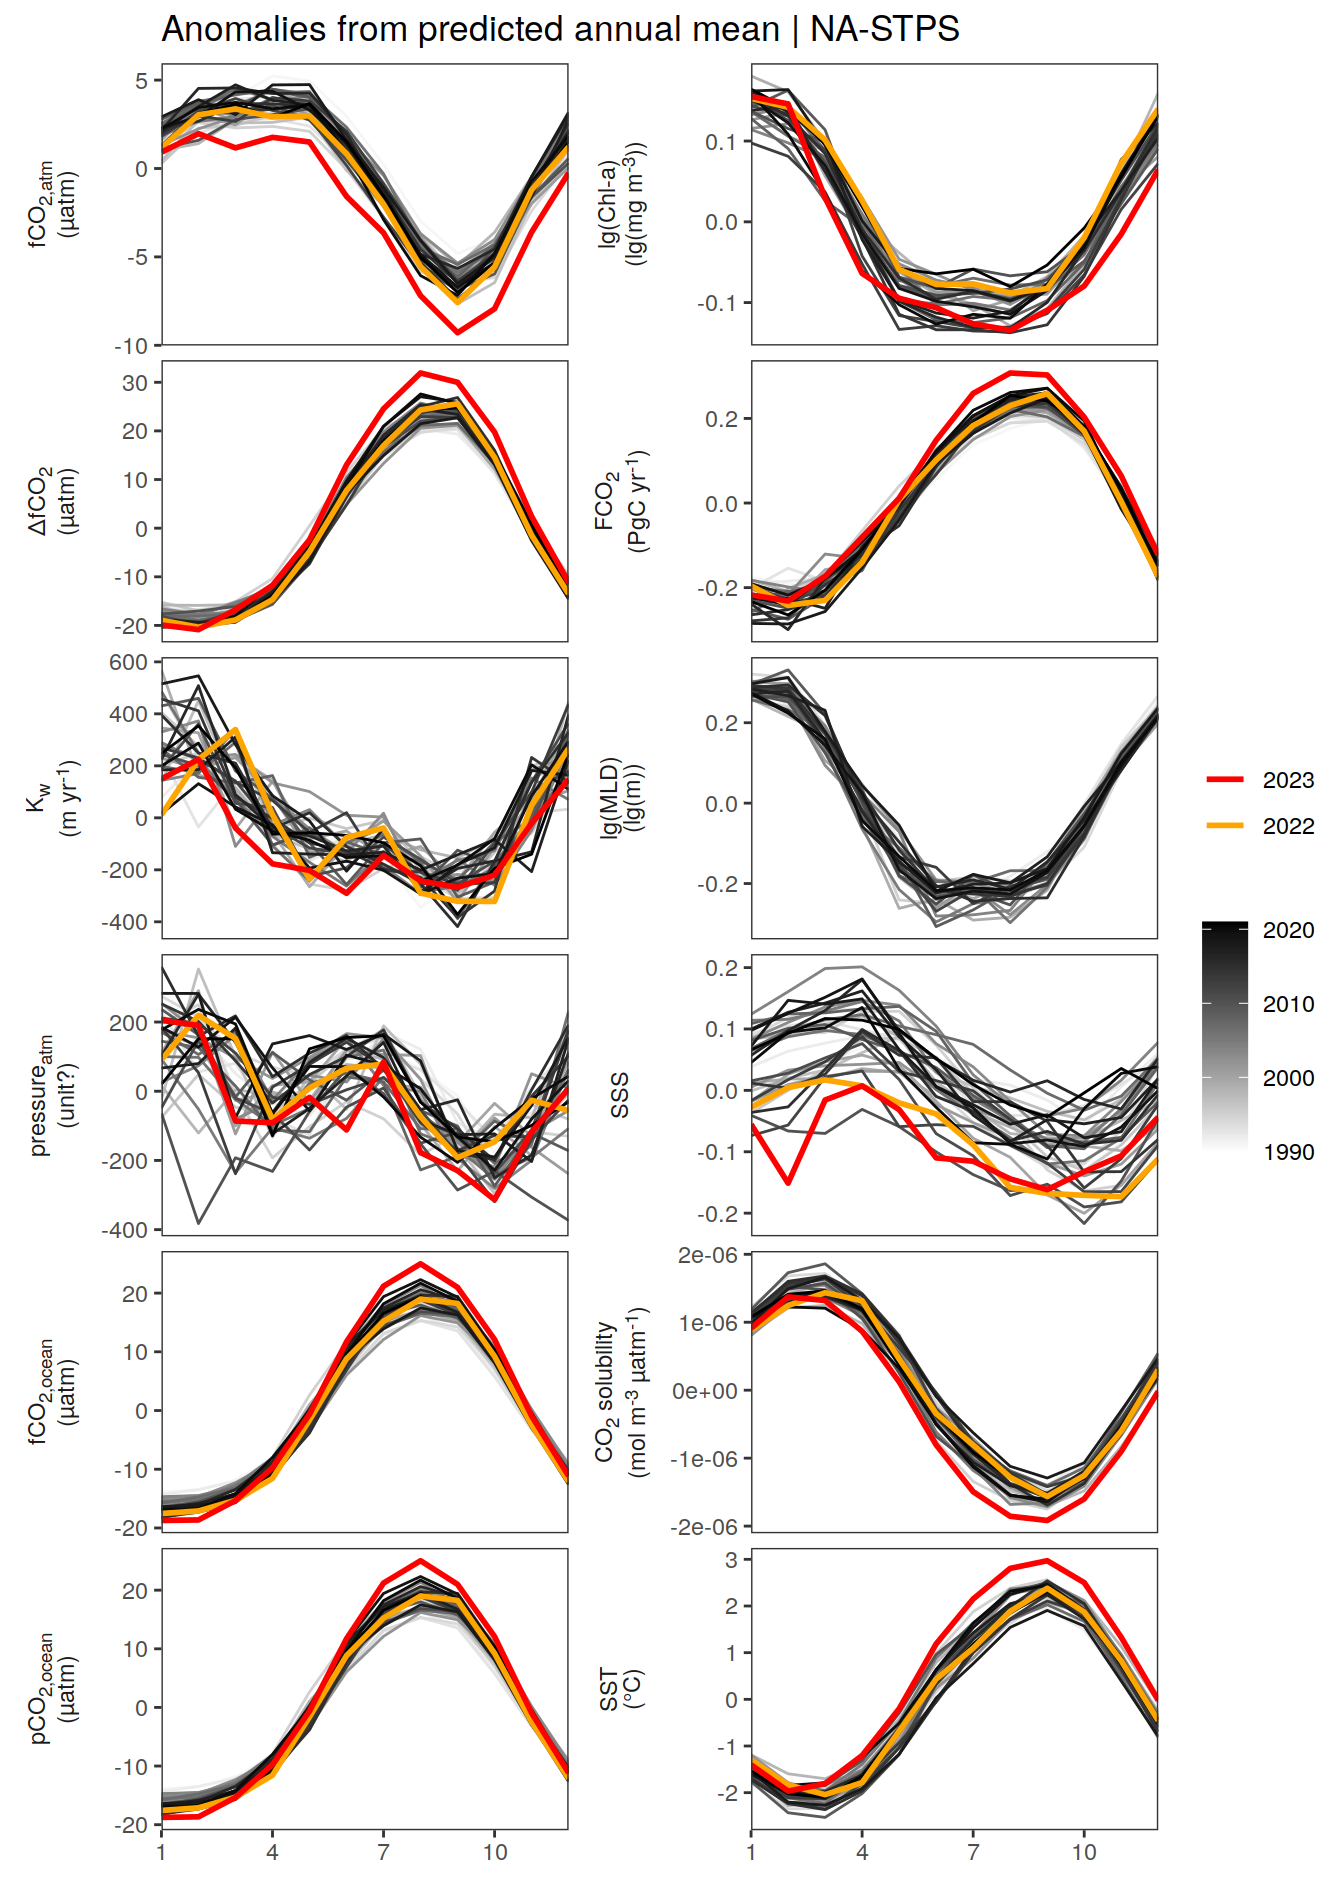 Anomalies from predicted annual mean | NA-STPS
fCO2,atm
(µatm)
5
0
-5
-10
lg(Chl-a)
(lg(mg m-3))
0.1
0.0
-0.1
ΔfCO2
(µatm)
30
20
10
0
-10
-20
FCO2
(PgC yr-1)
0.2
0.0
-0.2
Kw
(m yr-1)
600
400
200
0
-200
-400
lg(MLD)
(lg(m))
0.2
0.0
-0.2
pressureatm
(unit?)
200
0
-200
-400
SSS
0.2
0.1
0.0
-0.1
-0.2
fCO2,ocean
(µatm)
20
10
0
-10
-20
CO2 solubility
(mol m-3 µatm-1)
2e-06
1e-06
0e+00
-1e-06
-2e-06
pCO2,ocean
(µatm)
20
10
0
-10
-20
1 4 7 10
SST
(°C)
3
2
1
0
-1
-2
1 4 7 10
2023
2022
2020
2010
2000
1990